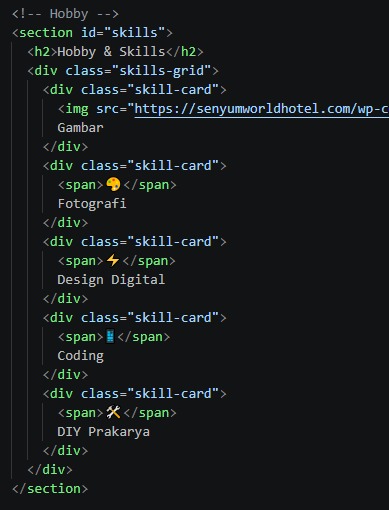 <!-- Hobby -->
<section id="skills">
<h2>Hobby & Skills</h2>
<div class="skills-grid">
<div class="skill-card">
<img src="https://senyumworldhotel.com/wp-c
Gambar
</div>
<div class="skill-card">
<span>🎨</span>
Fotografi
</div>
<div class="skill-card">
<span>⚡</span>
Design Digital
</div>
<div class="skill-card">
<span>📱</span>
Coding
</div>
<div class="skill-card">
<span>🛠</span>
DIY Prakarya
</div>
</div>
</section>